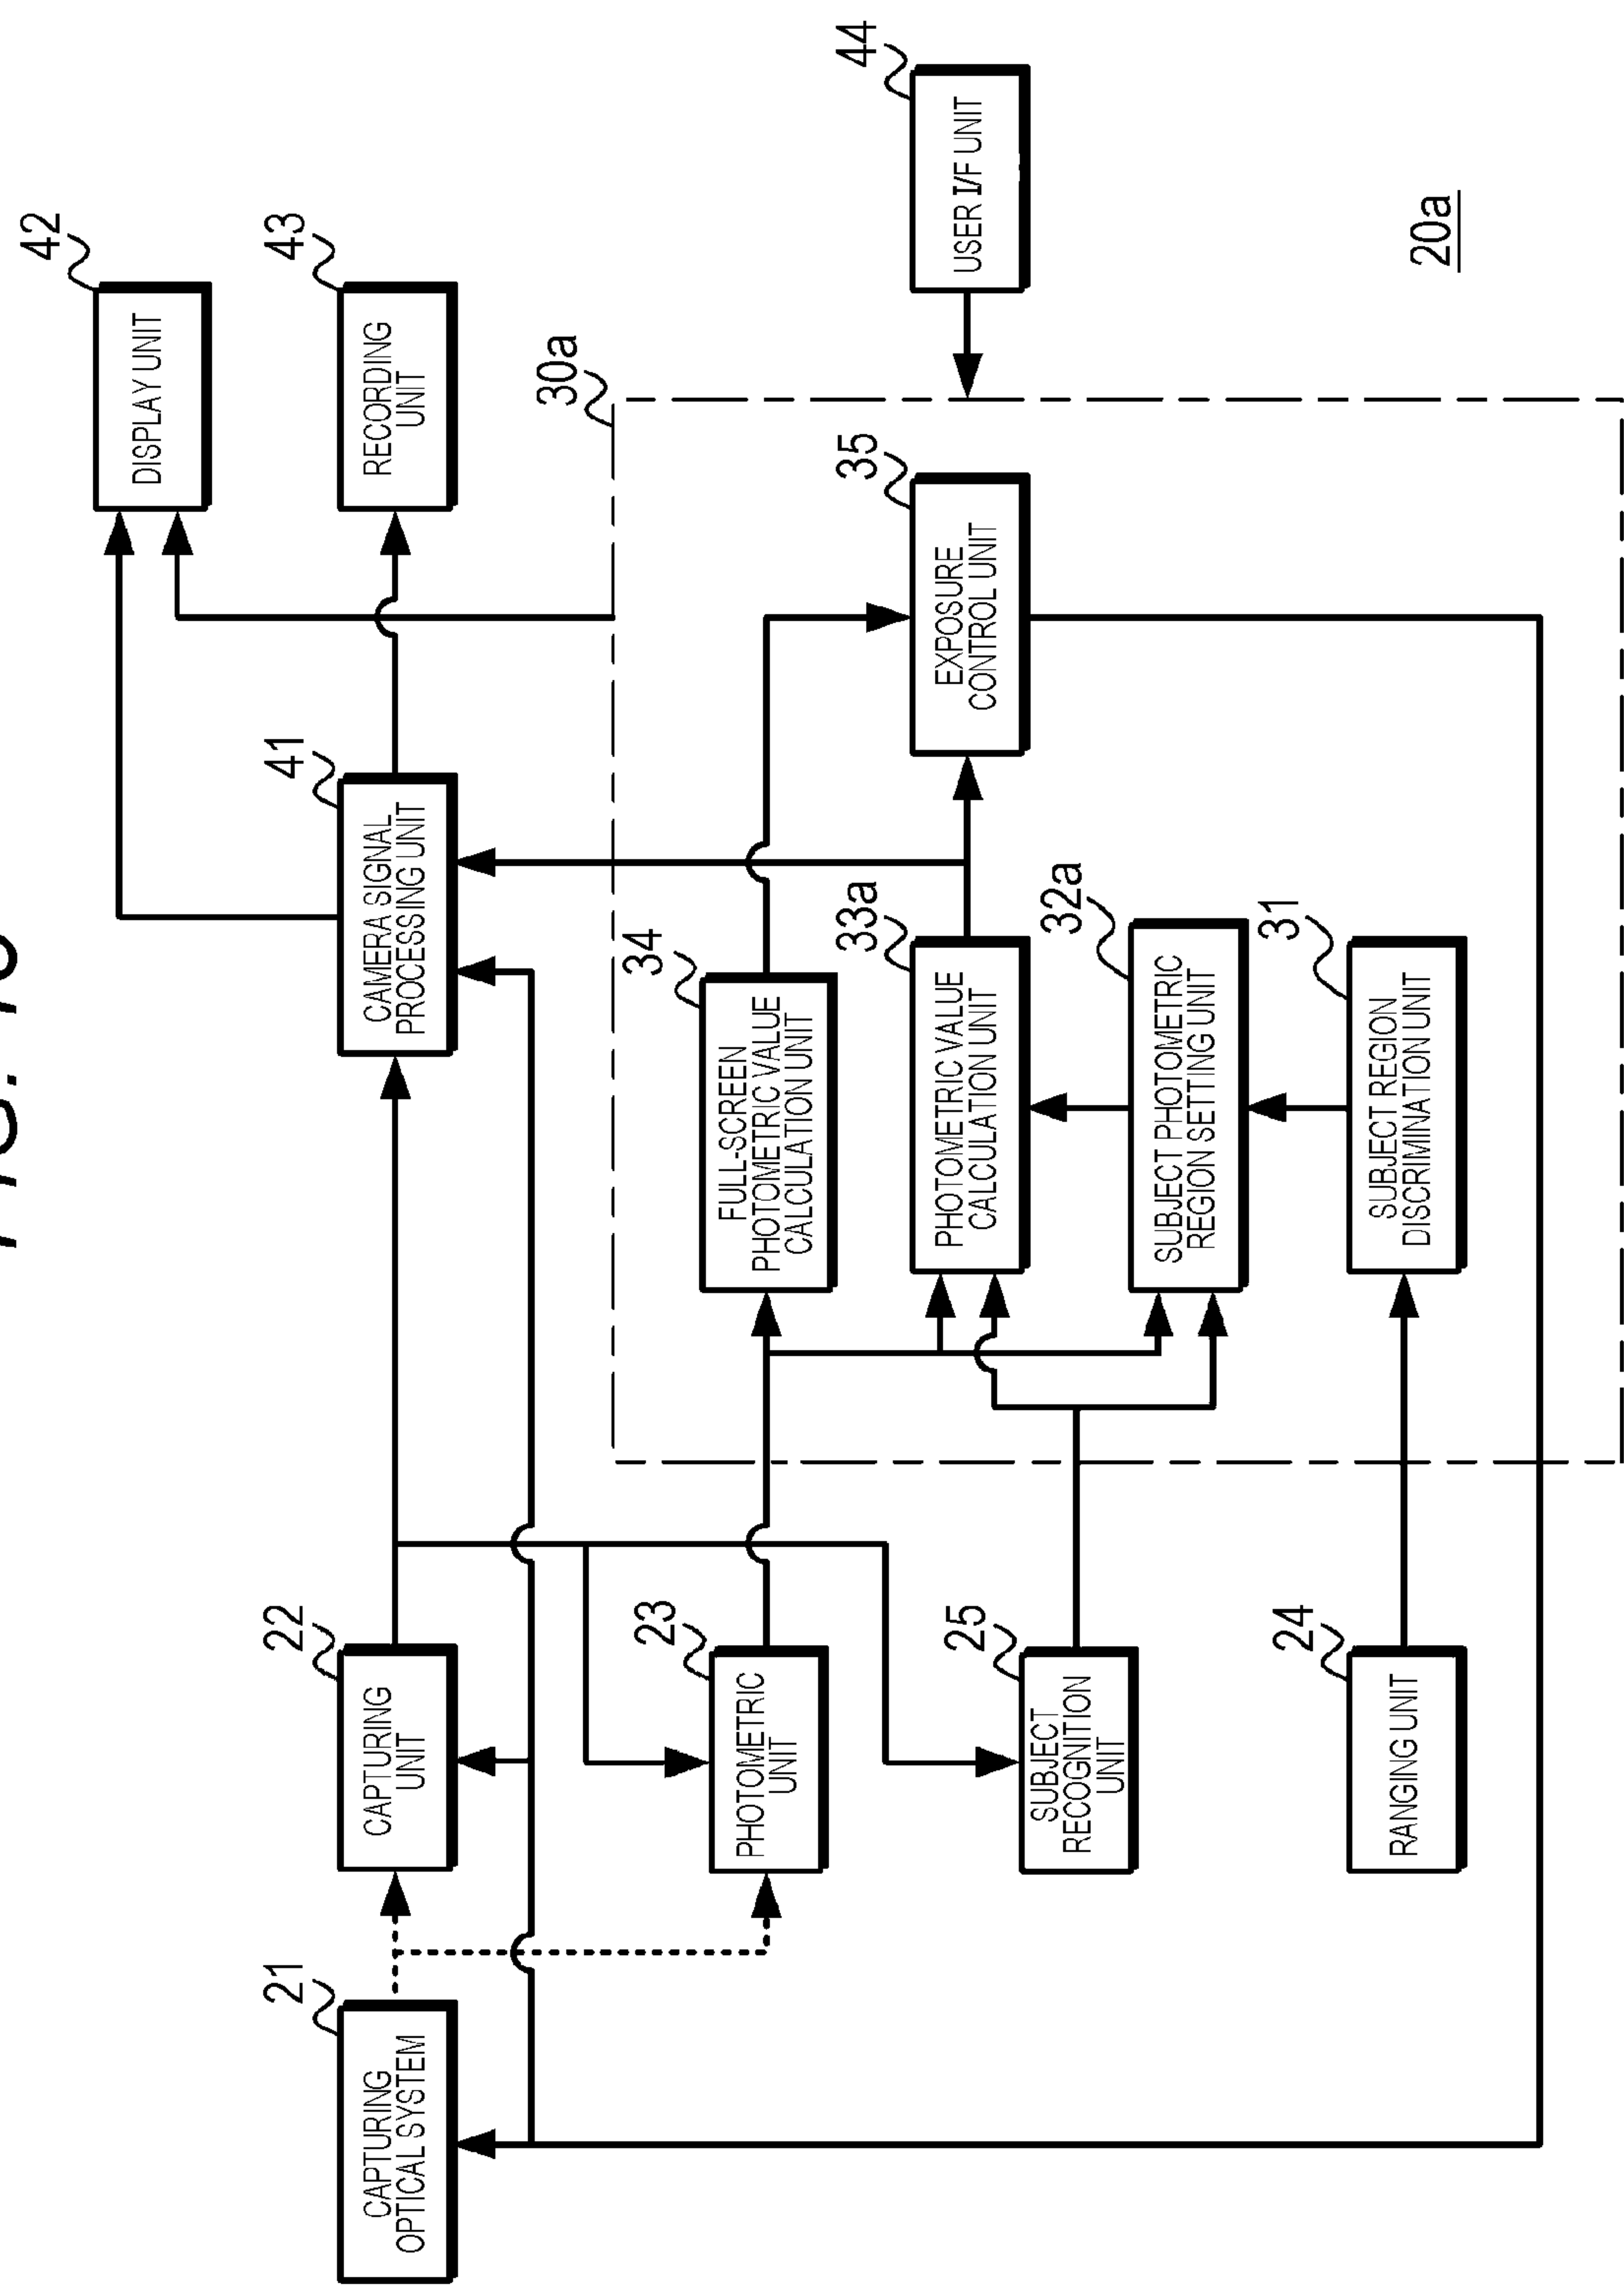 FIG.
42
DISPLAY UNIT
21
22
41
43
CAPTURING
OPTICAL SYSTEM
CAPTURING
UNIT
CAMERA SIGNAL
PROCESSING UNIT
RECORDING
UNIT
30a
23
34
PHOTOMETRIC
UNIT
FULL-SCREEN
PHOTOMETRIC VALUE
CALCULATION UNIT
33a
35
44
PHOTOMETRIC VALUE
CALCULATION UNIT
EXPOSURE
CONTROL UNIT
USER I/F UNIT
25
32a
SUBJECT
RECOGNITION
UNIT
SUBJECT PHOTOMETRIC
REGION SETTING UNIT
24
31
RANGING UNIT
SUBJECT REGION
DISCRIMINATION UNIT
20a